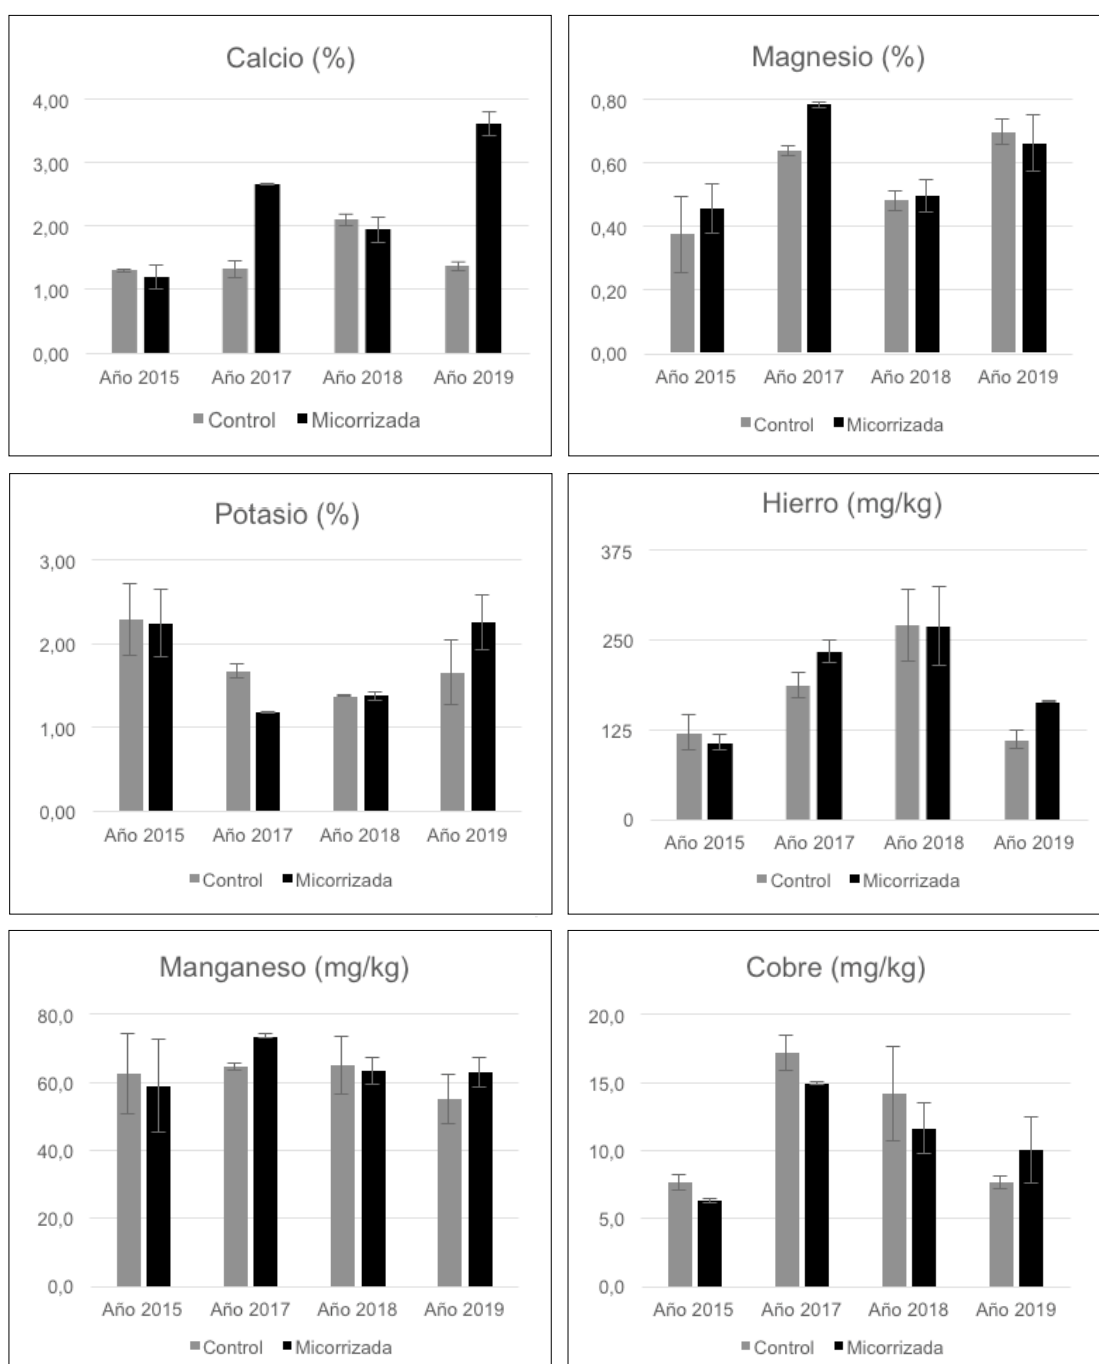 Calcio (%)
4,00
3,00
2,00
1,00
0,00
Año 2015 Año 2017 Año 2018 Año 2019
Control Micorrizada
Magnesio (%)
0,80
0,60
0,40
0,20
0,00
Año 2015 Año 2017 Año 2018 Año 2019
Control Micorrizada
Potasio (%)
3,00
2,00
1,00
0,00
Año 2015 Año 2017 Año 2018 Año 2019
Control Micorrizada
Hierro (mg/kg)
375
250
125
0
Año 2015 Año 2017 Año 2018 Año 2019
Control Micorrizada
Manganeso (mg/kg)
80,0
60,0
40,0
20,0
0,0
Año 2015 Año 2017 Año 2018 Año 2019
Control Micorrizada
Cobre (mg/kg)
20,0
15,0
10,0
5,0
0,0
Año 2015 Año 2017 Año 2018 Año 2019
Control Micorrizada